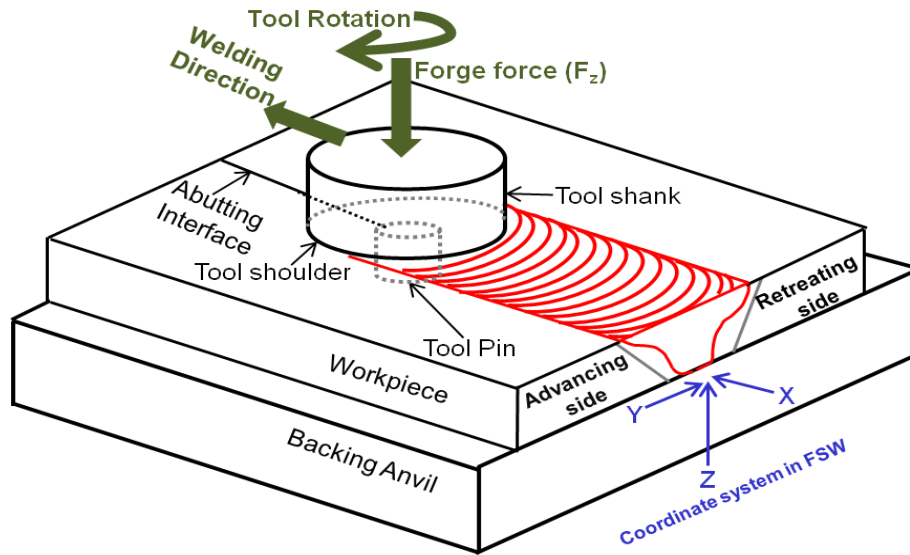 Tool Rotation
Welding
Direction
Forge force (Fz)
Abutting
Interface
Tool shank
Tool shoulder
Tool Pin
Workpiece
Backing Anvil
Advancing
side
Retreating
side
X
Y
Z
Coordinate system in FSW